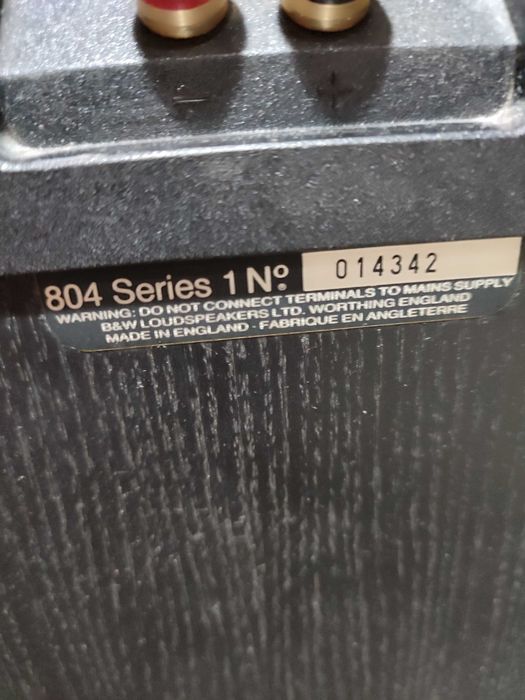 804 Series 1 Nº. 014342
WARNING: DO NOT CONNECT TERMINALS TO MAINS SUPPLY
B&W LOUDSPEAKERS LTD. WORTHING ENGLAND
MADE IN ENGLAND - FABRIQUE EN ANGLETERRE